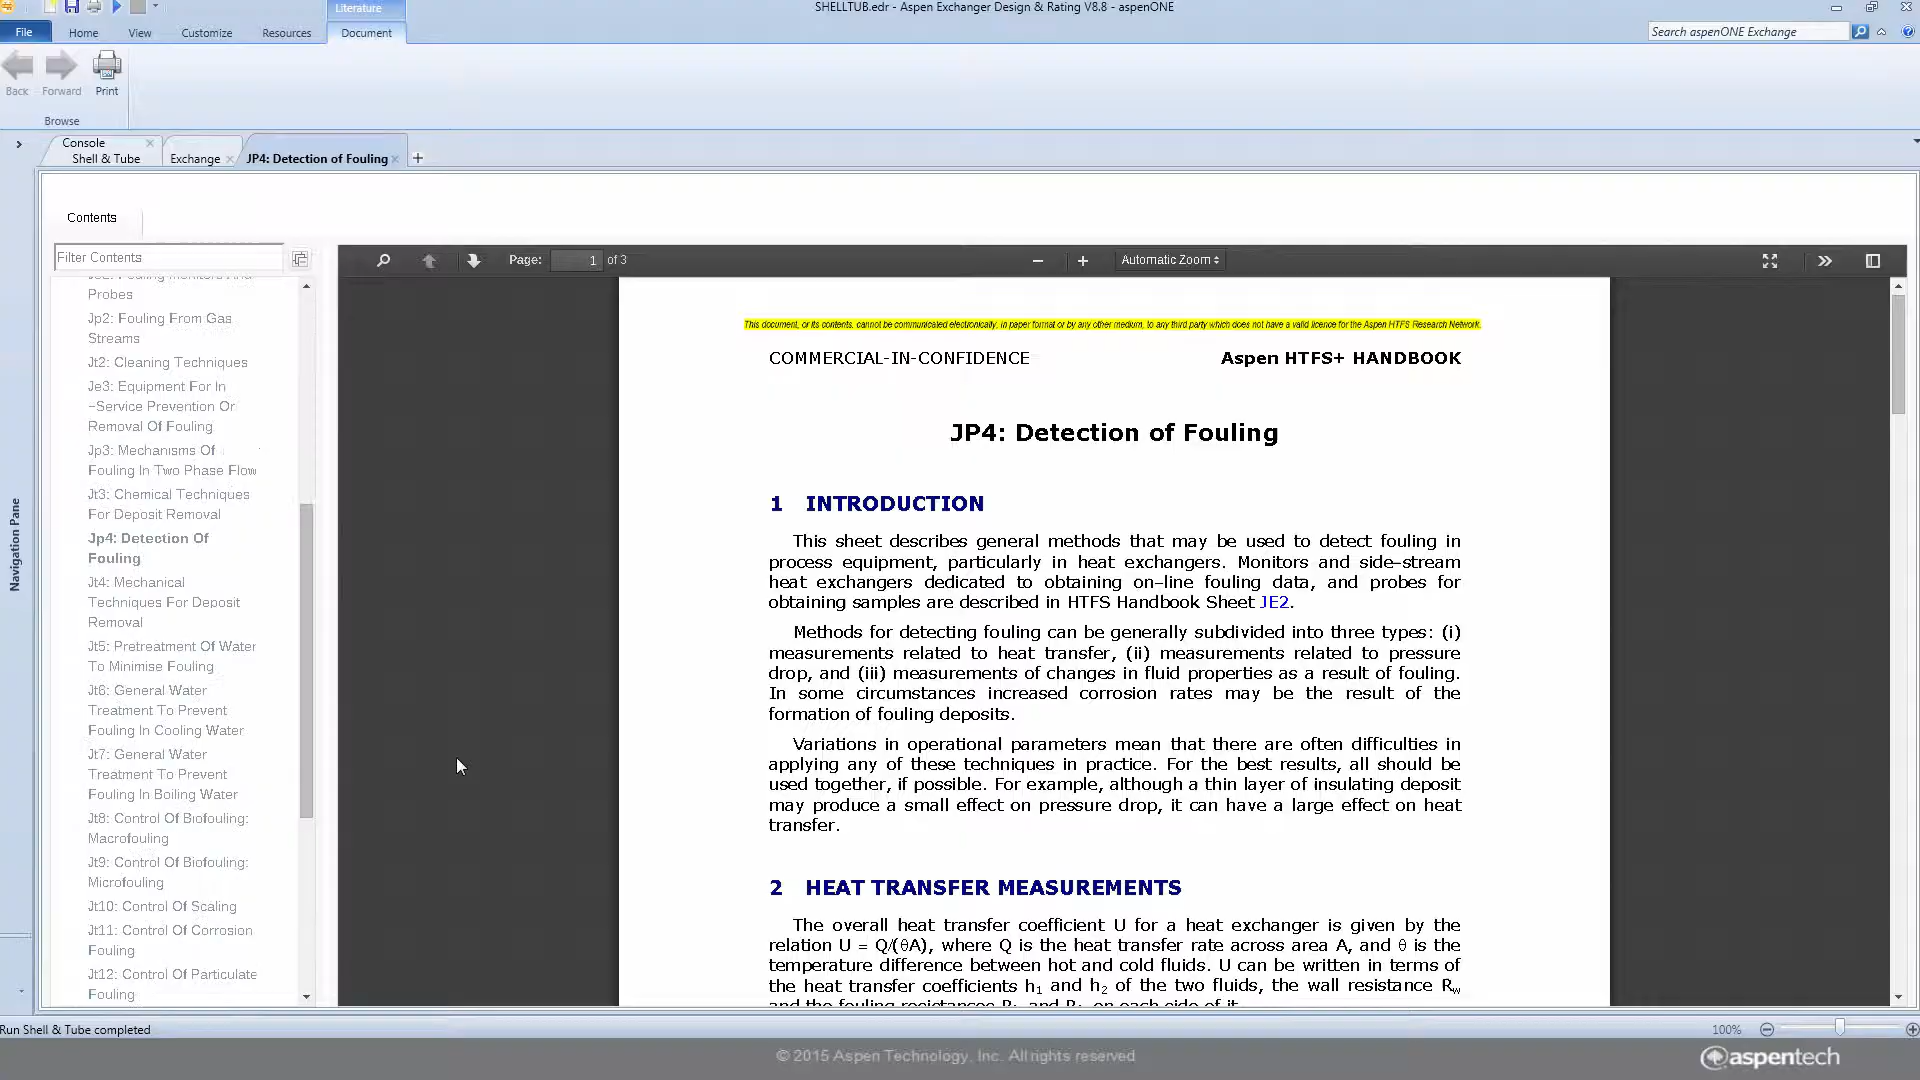 Literature
SHELLTUB.edr - Aspen Exchanger Design & Rating V8.8 - aspenONE
File
Home
View
Customize
Resources
Document
Search aspenONE Exchange
Back
Forward
Print
Browse
Console
Shell & Tube
Exchange
JP4: Detection of Fouling
Contents
Filter Contents
Page: 1 of 3
Automatic Zoom
Navigation Pane
Probes
Jp2: Fouling From Gas
Streams
Jt2: Cleaning Techniques
Je3: Equipment For In
-Service Prevention Or
Removal Of Fouling
Jp3: Mechanisms Of
Fouling In Two Phase Flow
Jt3: Chemical Techniques
For Deposit Removal
Jp4: Detection Of
Fouling
Jt4: Mechanical
Techniques For Deposit
Removal
Jt5: Pretreatment Of Water
To Minimise Fouling
Jt6: General Water
Treatment To Prevent
Fouling In Cooling Water
Jt7: General Water
Treatment To Prevent
Fouling In Boiling Water
Jt8: Control Of Biofouling:
Macrofouling
Jt9: Control Of Biofouling:
Microfouling
Jt10: Control Of Scaling
Jt11: Control Of Corrosion
Fouling
Jt12: Control Of Particulate
Fouling
This document, or its contents, cannot be communicated electronically, in paper format or by any other medium, to any third party which does not have a valid licence for the Aspen HTFS Research Network.
COMMERCIAL-IN-CONFIDENCE
Aspen HTFS+ HANDBOOK
JP4: Detection of Fouling
1 INTRODUCTION
This sheet describes general methods that may be used to detect fouling in
process equipment, particularly in heat exchangers. Monitors and side-stream
heat exchangers dedicated to obtaining on-line fouling data, and probes for
obtaining samples are described in HTFS Handbook Sheet JE2.
Methods for detecting fouling can be generally subdivided into three types: (i)
measurements related to heat transfer, (ii) measurements related to pressure
drop, and (iii) measurements of changes in fluid properties as a result of fouling.
In some circumstances increased corrosion rates may be the result of the
formation of fouling deposits.
Variations in operational parameters mean that there are often difficulties in
applying any of these techniques in practice. For the best results, all should be
used together, if possible. For example, although a thin layer of insulating deposit
may produce a small effect on pressure drop, it can have a large effect on heat
transfer.
2 HEAT TRANSFER MEASUREMENTS
The overall heat transfer coefficient U for a heat exchanger is given by the
relation U = Q/(θA), where Q is the heat transfer rate across area A, and θ is the
temperature difference between hot and cold fluids. U can be written in terms of
the heat transfer coefficients h₁ and h₂ of the two fluids, the wall resistance Rw
Run Shell & Tube completed
100%
© 2015 Aspen Technology, Inc. All rights reserved
aspentech